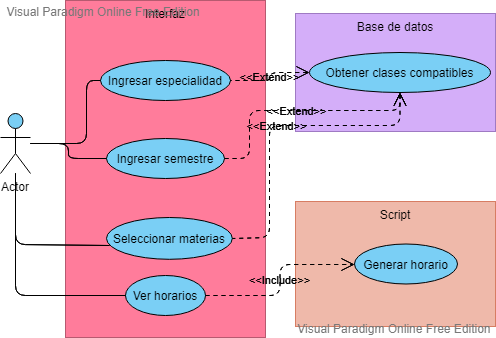 Visual Paradigm Online Free Edition
Interfaz
Base de datos
Ingresar especialidad
<<Extend>>
Obtener clases compatibles
<<Extend>>
<<Extend>>
Ingresar semestre
Actor
Script
Seleccionar materias
Generar horario
<<Include>>
Ver horarios
Visual Paradigm Online Free Edition